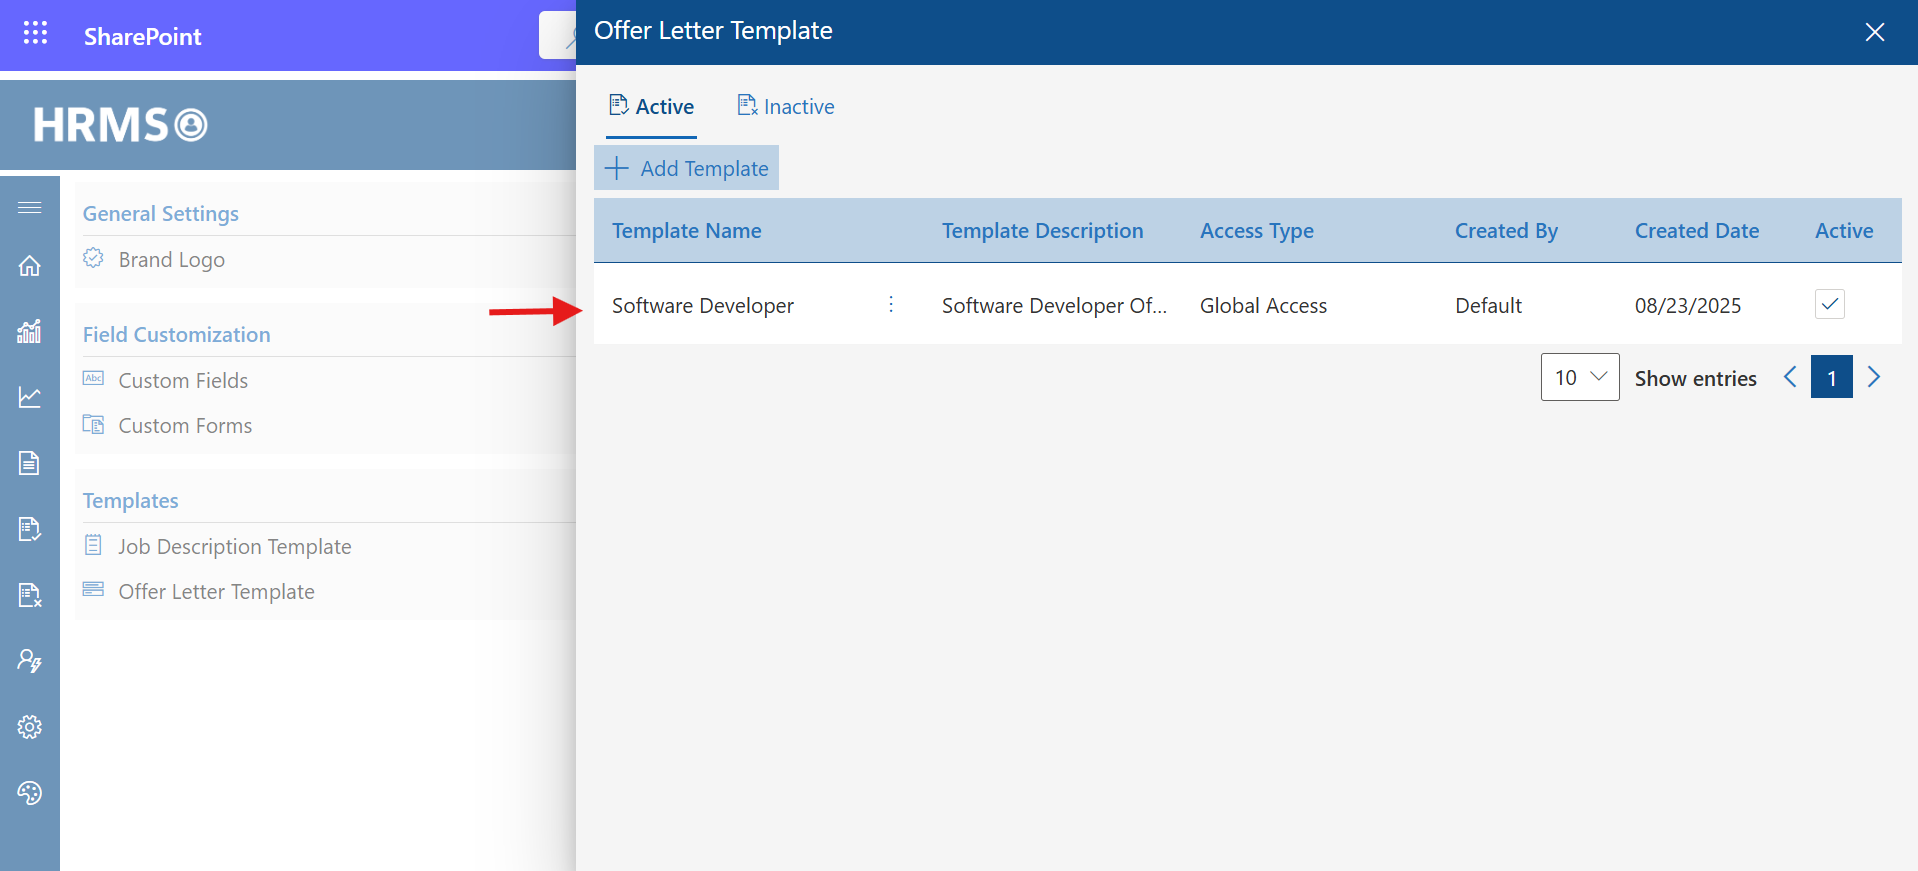 SharePoint
HRMS
General Settings
Brand Logo
Field Customization
Abc Custom Fields
Custom Forms
Templates
Job Description Template
Offer Letter Template
Offer Letter Template
Active Inactive
Add Template
Template Name Template Description Access Type Created By Created Date Active
Software Developer Software Developer Of... Global Access Default 08/23/2025
10 Show entries 1